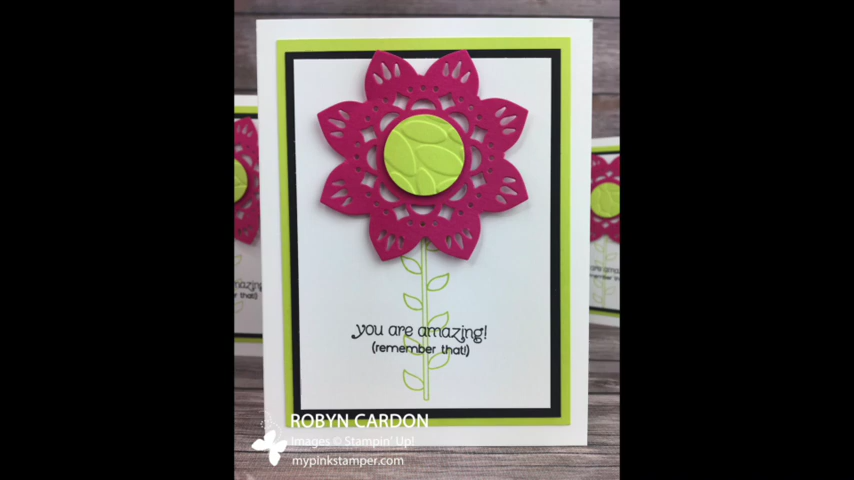 you are amazing!
(remember that!)
ROBYN CARDON
Images © Stampin' Up!
mypinkstamper.com